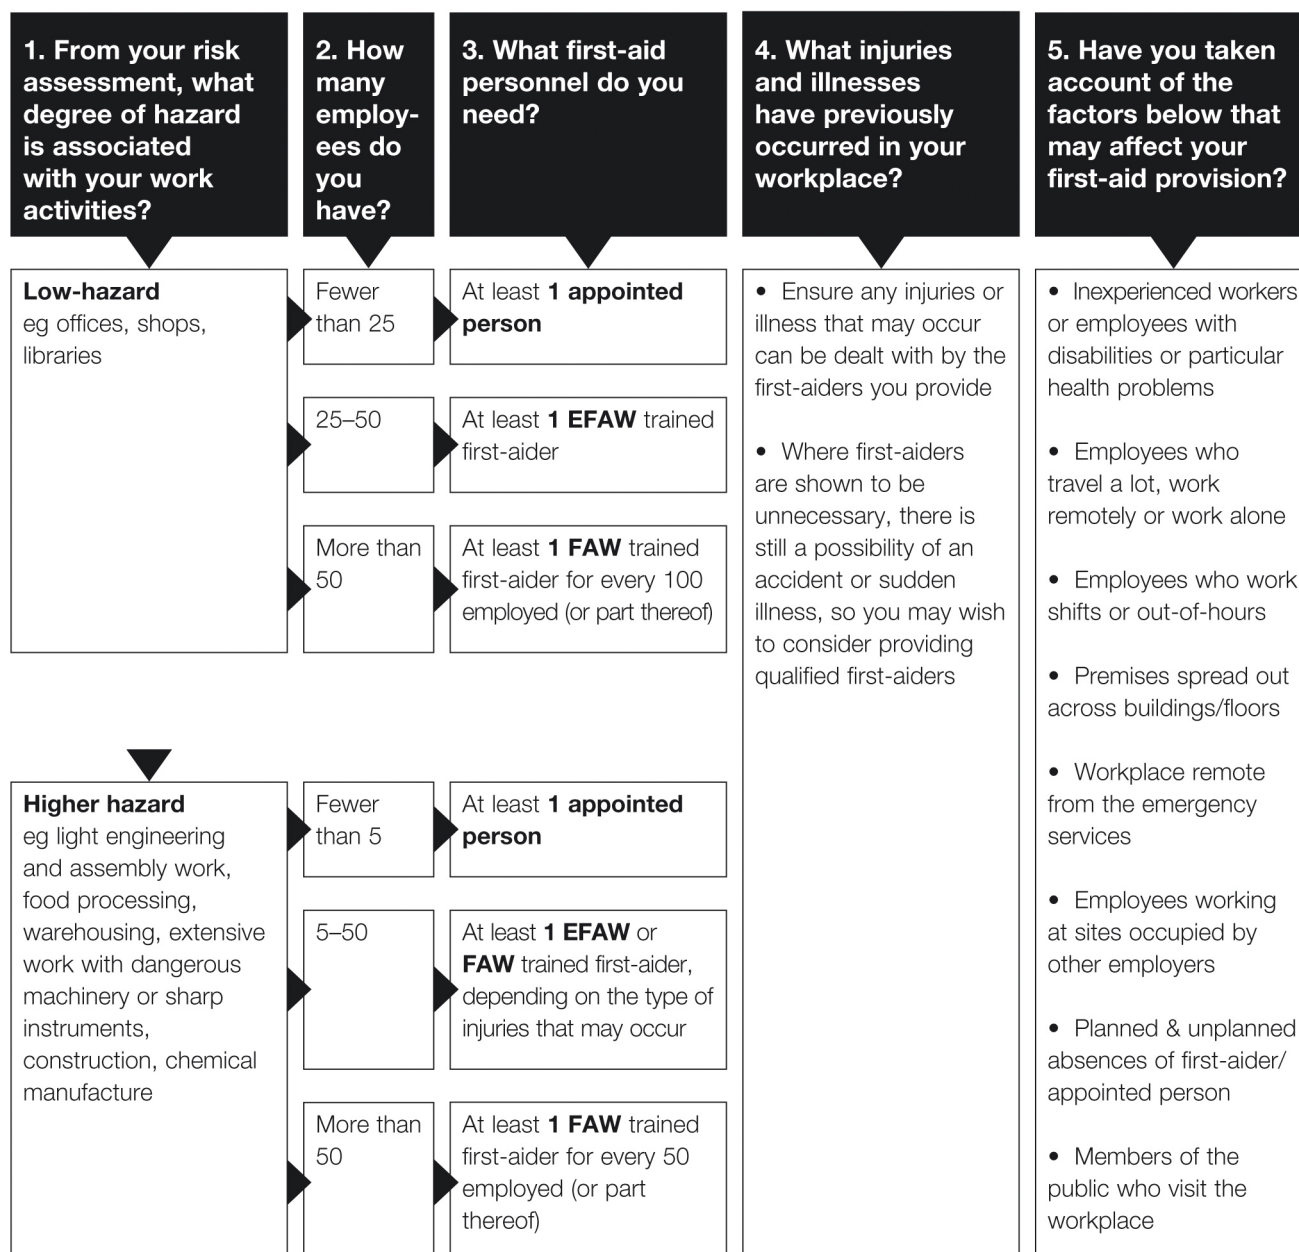 1. From your risk
assessment, what
degree of hazard
is associated
with your work
activities?
2. How
many
employ-
ees do
you
have?
3. What first-aid
personnel do you
need?
4. What injuries
and illnesses
have previously
occurred in your
workplace?
5. Have you taken
account of the
factors below that
may affect your
first-aid provision?
Low-hazard
eg offices, shops,
libraries
Fewer
than 25
At least 1 appointed
person
25–50
At least 1 EFAW trained
first-aider
More than
50
At least 1 FAW trained
first-aider for every 100
employed (or part thereof)
Higher hazard
eg light engineering
and assembly work,
food processing,
warehousing, extensive
work with dangerous
machinery or sharp
instruments,
construction, chemical
manufacture
Fewer
than 5
At least 1 appointed
person
5–50
At least 1 EFAW or
FAW trained first-aider,
depending on the type of
injuries that may occur
More than
50
At least 1 FAW trained
first-aider for every 50
employed (or part
thereof)
• Ensure any injuries or
illness that may occur
can be dealt with by the
first-aiders you provide
• Where first-aiders
are shown to be
unnecessary, there is
still a possibility of an
accident or sudden
illness, so you may wish
to consider providing
qualified first-aiders
• Inexperienced workers
or employees with
disabilities or particular
health problems
• Employees who
travel a lot, work
remotely or work alone
• Employees who work
shifts or out-of-hours
• Premises spread out
across buildings/floors
• Workplace remote
from the emergency
services
• Employees working
at sites occupied by
other employers
• Planned & unplanned
absences of first-aider/
appointed person
• Members of the
public who visit the
workplace